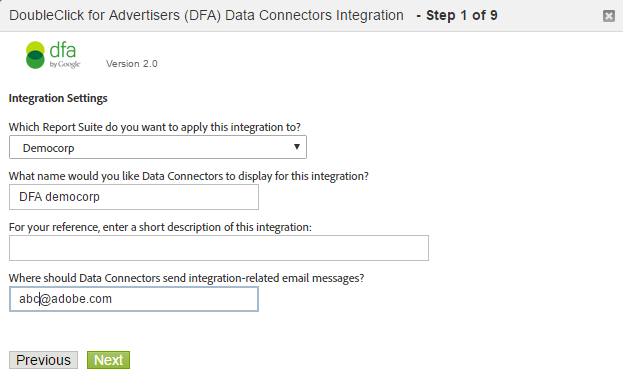 DoubleClick for Advertisers (DFA) Data Connectors Integration - Step 1 of 9
dfa
by Google
Version 2.0
Integration Settings
Which Report Suite do you want to apply this integration to?
Democorp
What name would you like Data Connectors to display for this integration?
DFA democorp
For your reference, enter a short description of this integration:
Where should Data Connectors send integration-related email messages?
abc@adobe.com
Previous Next